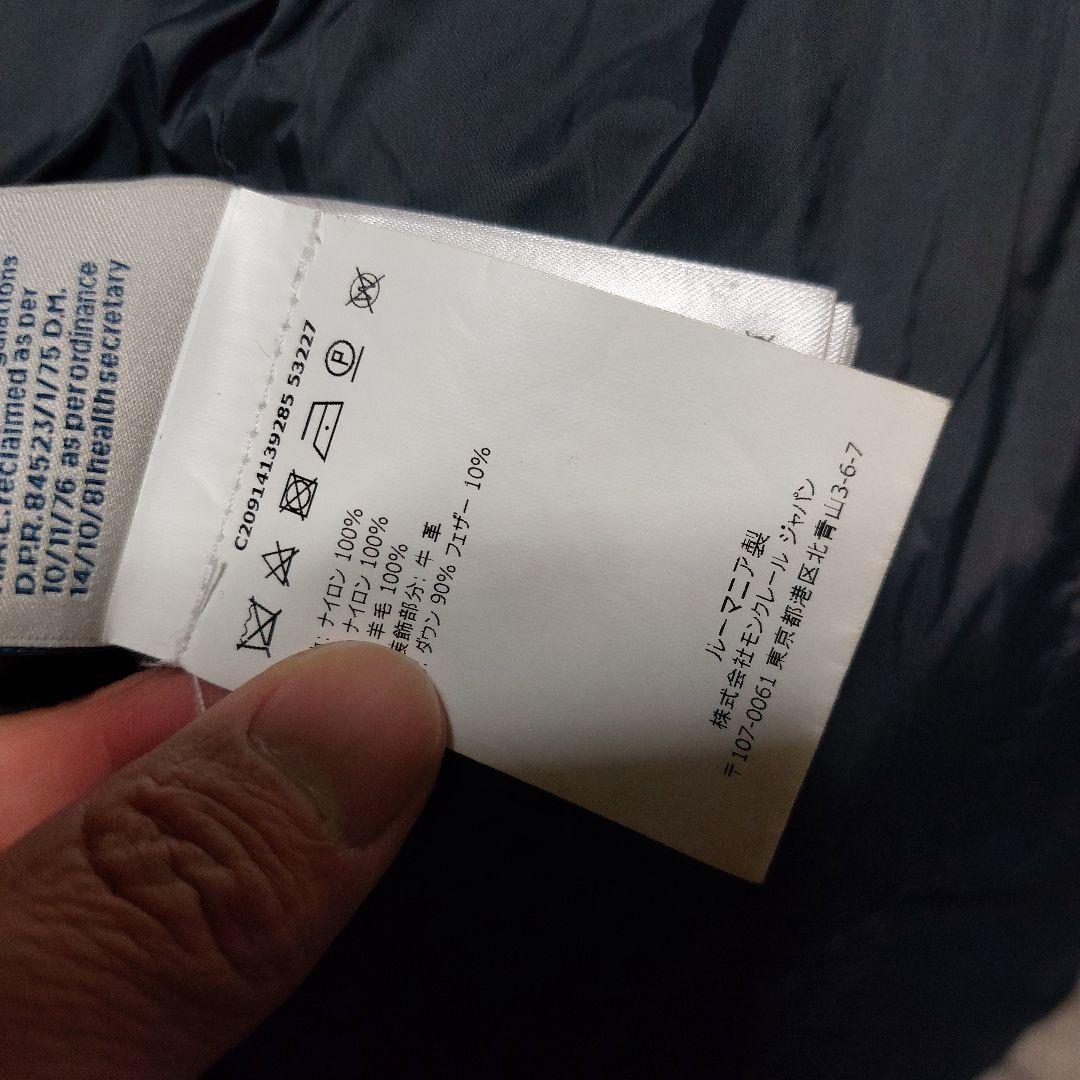 gulations
reclaimed as per
D.P.R. 84523/1/75 D.M.
10/11/76 as per ordinance
14/10/81 health secretary
C20914139285 53227
W
P
ナイロン 100%
ナイロン 100%
羊毛 100%
装飾部分: 牛 革
: ダウン 90% フェザー 10%
ルーマニア製
株式会社モンクレール ジャパン
〒107-0061 東京都港区北青山3-6-7